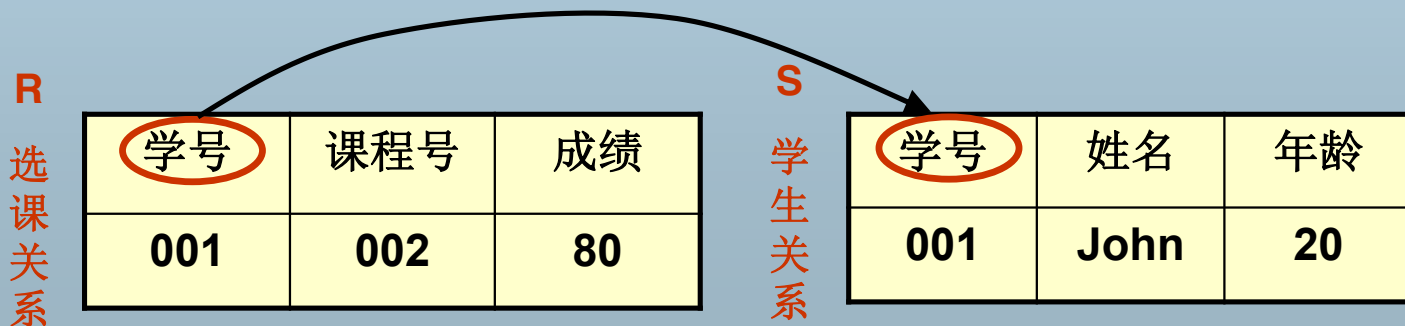 R
选课关系
学号 课程号 成绩
001 002 80
S
学生关系
学号 姓名 年龄
001 John 20